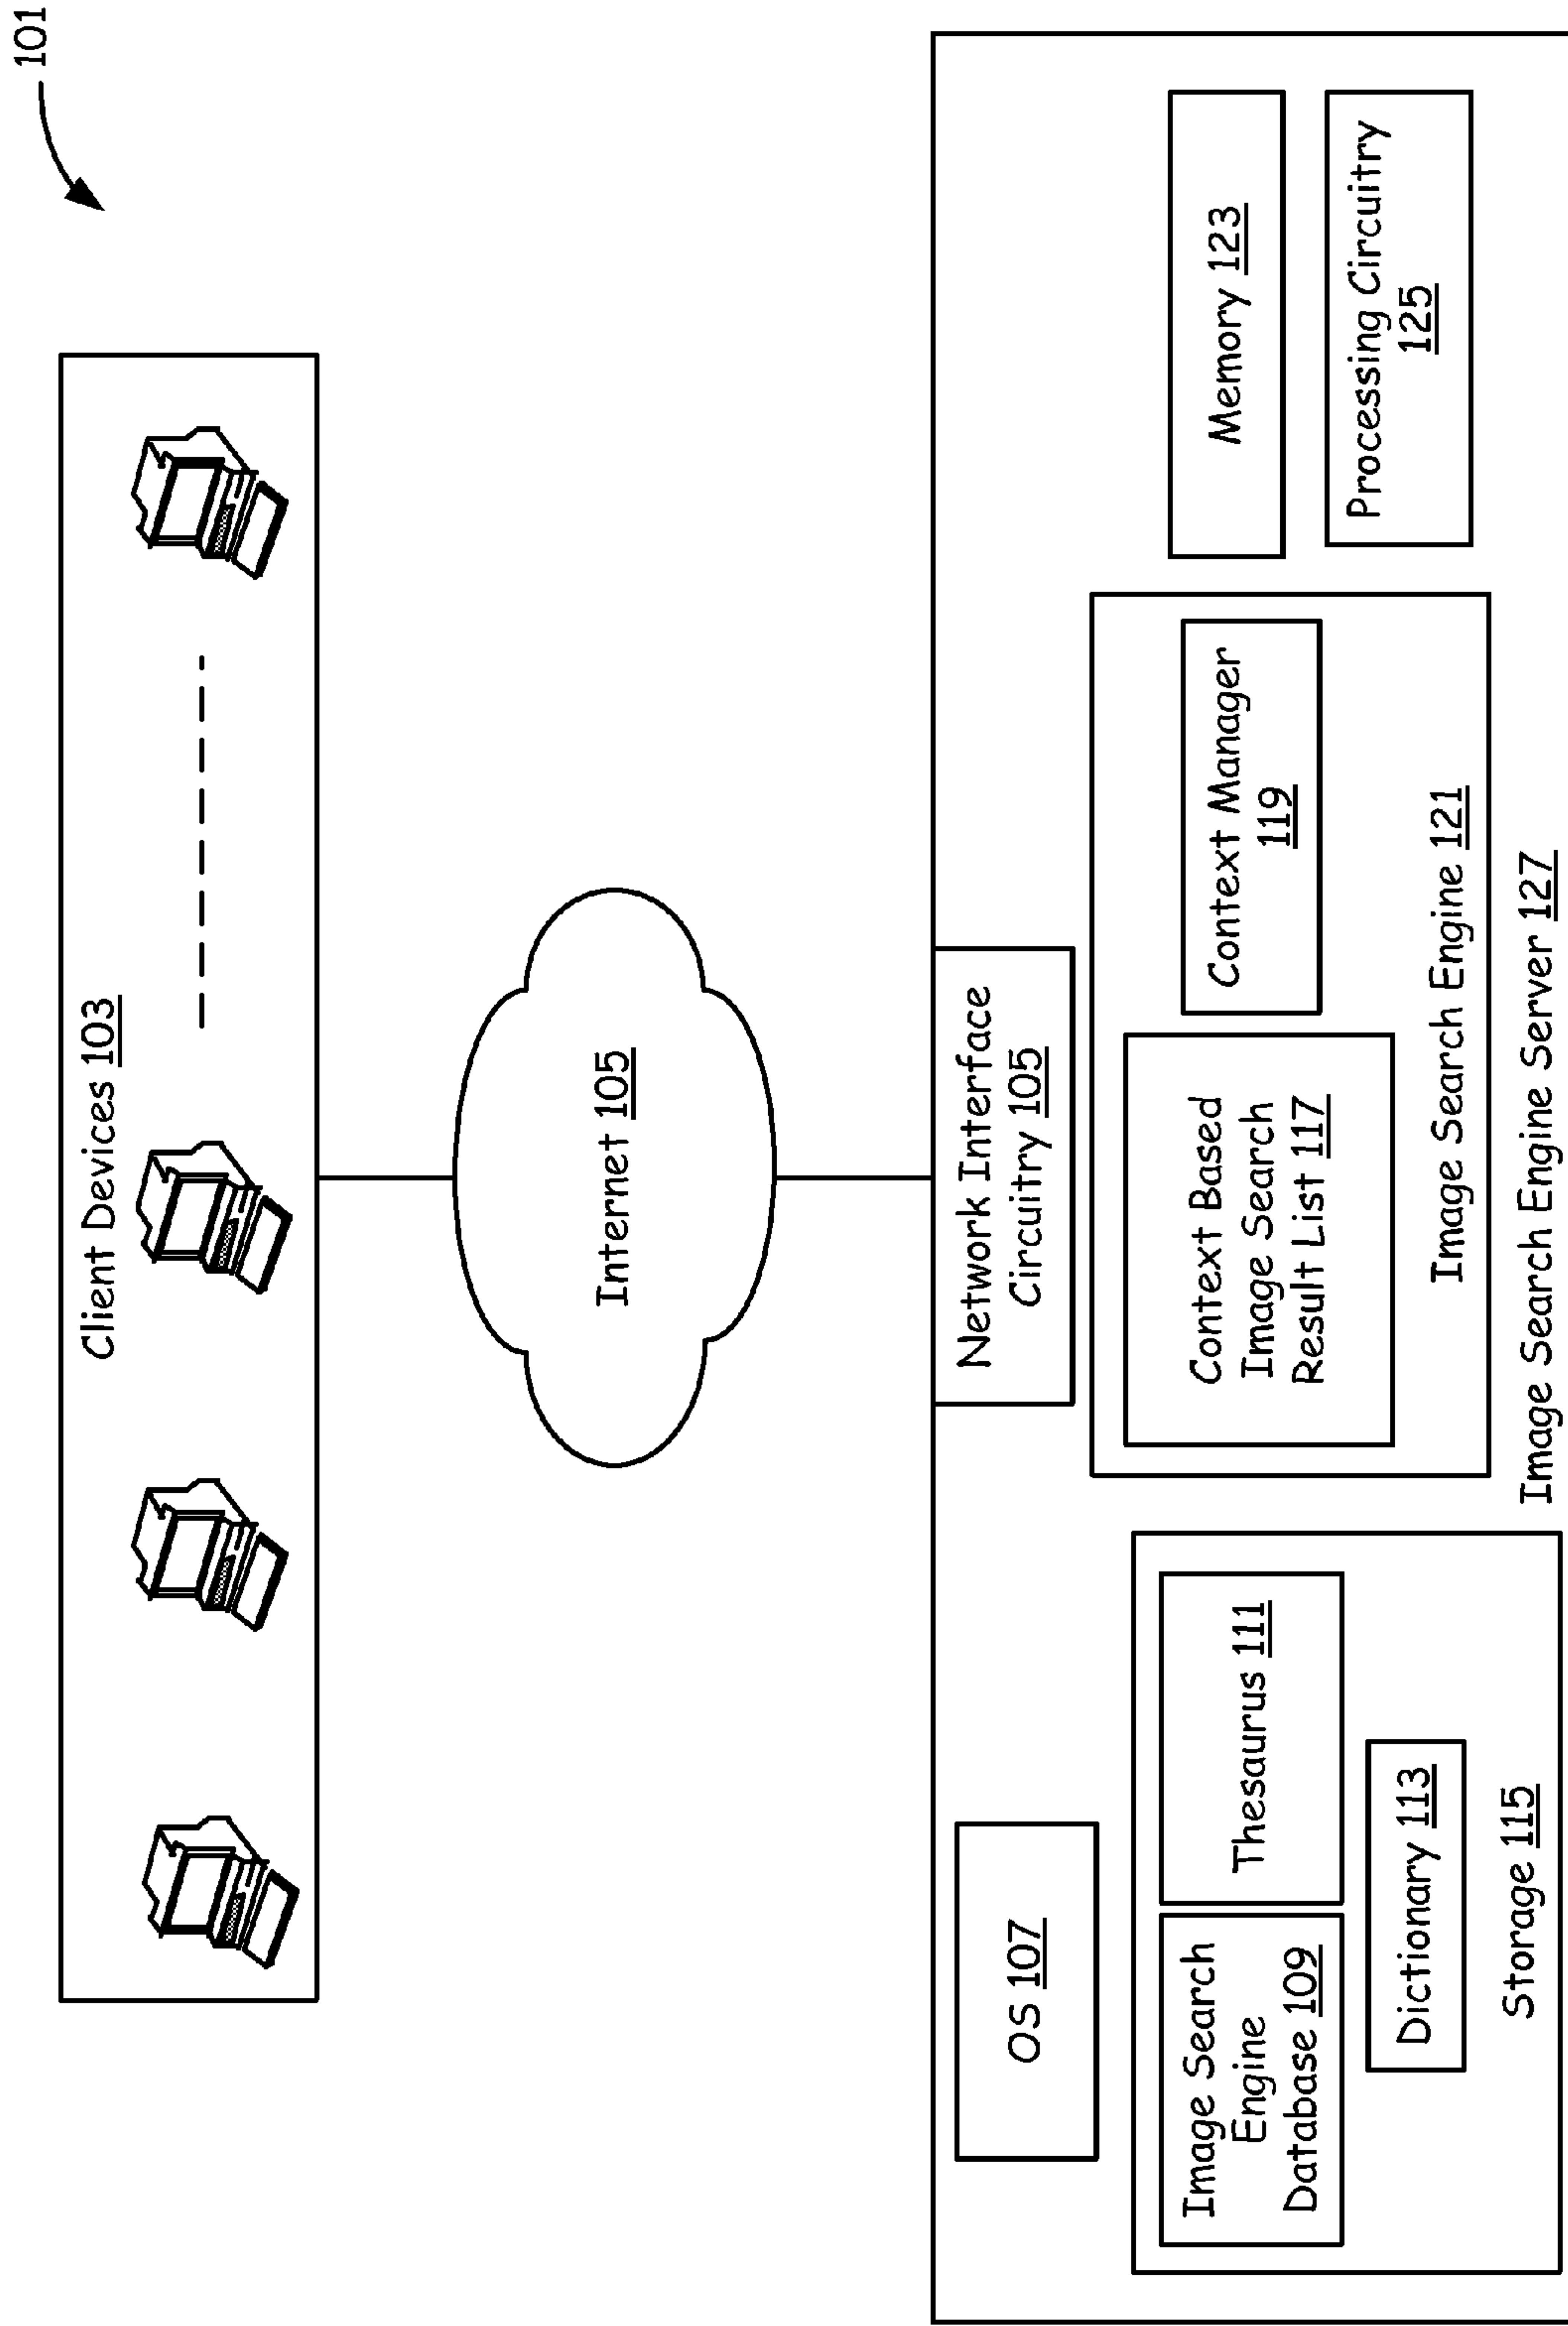 101
Client Devices 103
Internet 105
Network Interface
Circuitry 105
OS 107
Image Search
Engine
Database 109
Thesaurus 111
Dictionary 113
Storage 115
Context Based
Image Search
Result List 117
Context Manager
119
Image Search Engine 121
Memory 123
Processing Circuitry
125
Image Search Engine Server 127